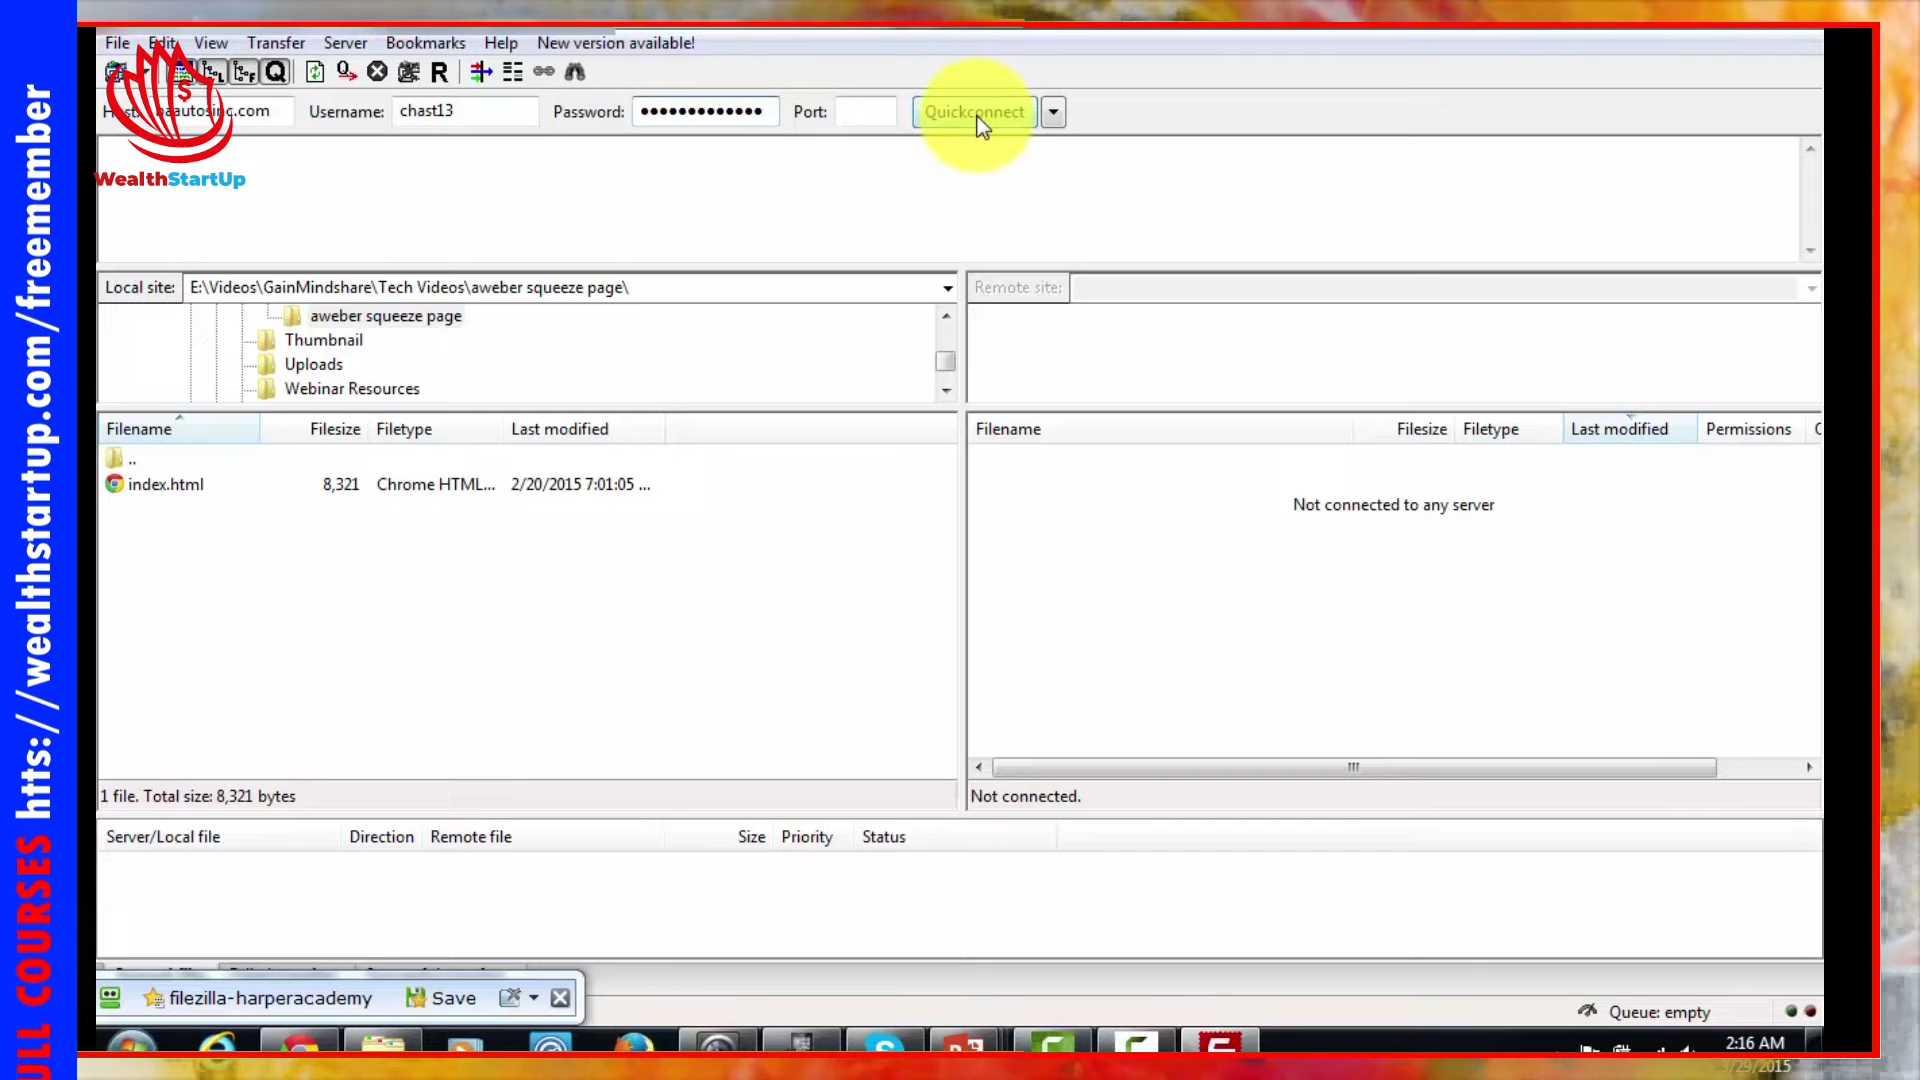 File Edit View Transfer Server Bookmarks Help New version available!
Host: Username: chast13 Password: ●●●●●●●●●●●●● Port: Quickconnect
WealthStartUp
Local site: E:\Videos\GainMindshare\Tech Videos\aweber squeeze page\
aweber squeeze page
Thumbnail
Uploads
Webinar Resources
Remote site:
Filename Filesize Filetype Last modified
..
index.html 8,321 Chrome HTML... 2/20/2015 7:01:05 ...
1 file. Total size: 8,321 bytes
Filename Filesize Filetype Last modified Permissions
Not connected to any server
Not connected.
Server/Local file Direction Remote file Size Priority Status
filezilla-harperacademy Save
Queue: empty
2:16 AM
3/29/2015
COURSES htts://wealthstartup.com/freemember